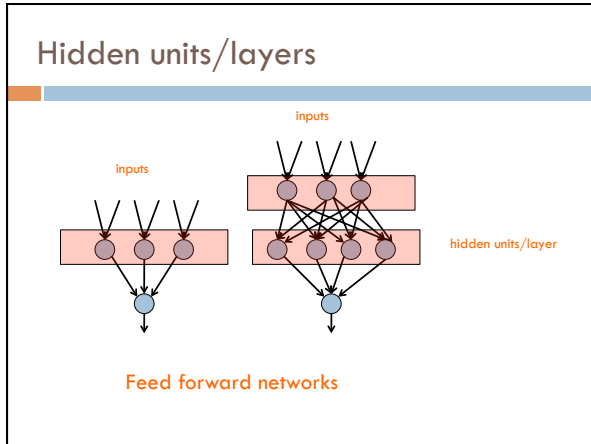 Hidden units/layers
inputs
inputs
hidden units/layer
Feed forward networks